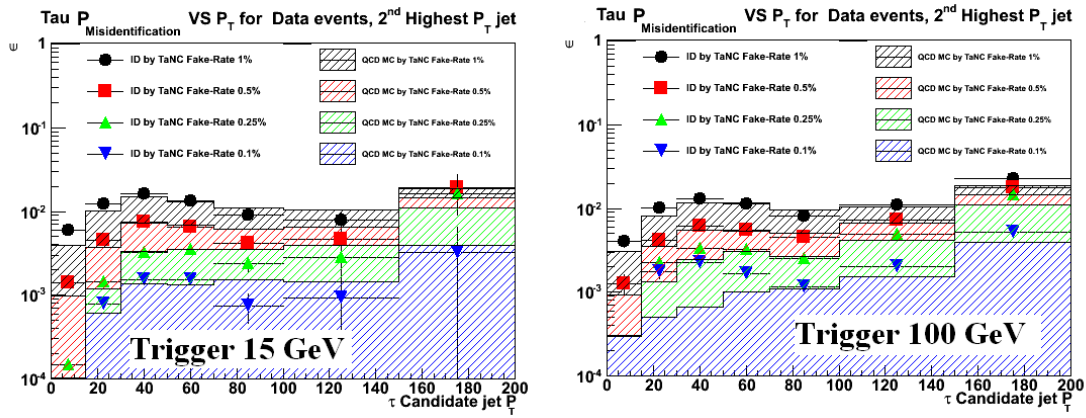 Tau P Misidentification VS P T for Data events, 2nd Highest P T jet
ϵ
1
ID by TaNC Fake-Rate 1%
QCD MC by TaNC Fake-Rate 1%
ID by TaNC Fake-Rate 0.5%
QCD MC by TaNC Fake-Rate 0.5%
10-1
ID by TaNC Fake-Rate 0.25%
QCD MC by TaNC Fake-Rate 0.25%
ID by TaNC Fake-Rate 0.1%
QCD MC by TaNC Fake-Rate 0.1%
10-2
10-3
Trigger 15 GeV
10-4
0 20 40 60 80 100 120 140 160 180 200
τ Candidate jet P T
Tau P Misidentification VS P T for Data events, 2nd Highest P T jet
ϵ
1
ID by TaNC Fake-Rate 1%
QCD MC by TaNC Fake-Rate 1%
ID by TaNC Fake-Rate 0.5%
QCD MC by TaNC Fake-Rate 0.5%
10-1
ID by TaNC Fake-Rate 0.25%
QCD MC by TaNC Fake-Rate 0.25%
ID by TaNC Fake-Rate 0.1%
QCD MC by TaNC Fake-Rate 0.1%
10-2
10-3
Trigger 100 GeV
10-4
0 20 40 60 80 100 120 140 160 180 200
τ Candidate jet P T